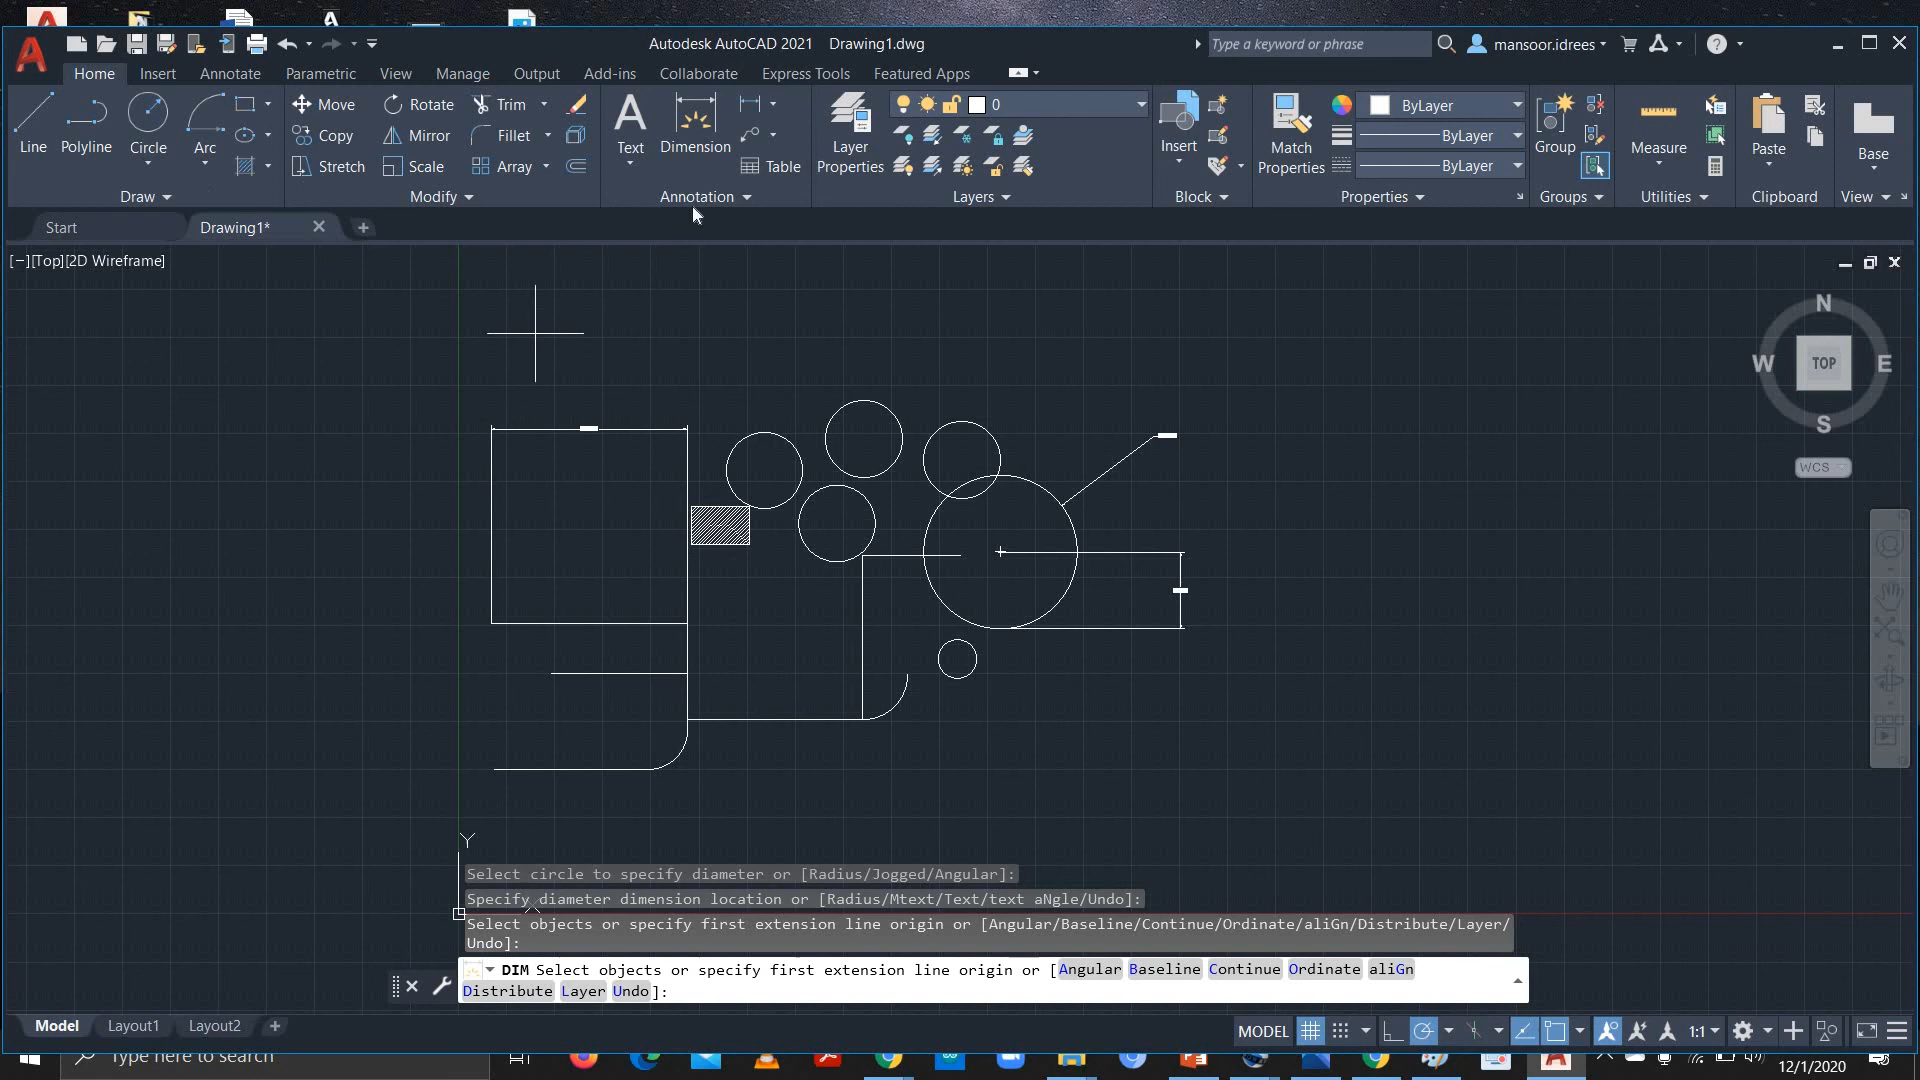 Autodesk AutoCAD 2021 Drawing1.dwg
Type a keyword or phrase
mansoor.idrees
Home Insert Annotate Parametric View Manage Output Add-ins Collaborate Express Tools Featured Apps
Line Polyline Circle Arc
Move Rotate Trim
Copy Mirror Fillet
Stretch Scale Array
Text Dimension Table
Layer Properties
0
Insert
Match Properties
ByLayer
ByLayer
ByLayer
Group Measure Paste Base
Draw Modify Annotation Layers Block Properties Groups Utilities Clipboard View
Start Drawing1*
[−][Top][2D Wireframe]
N
W TOP E
S
WCS
Y
Select circle to specify diameter or [Radius/Jogged/Angular]:
Specify diameter dimension location or [Radius/Mtext/Text/text aNgle/Undo]:
Select objects or specify first extension line origin or [Angular/Baseline/Continue/Ordinate/aliGn/Distribute/Layer/
Undo]:
DIM Select objects or specify first extension line origin or [Angular Baseline Continue Ordinate aliGn
Distribute Layer Undo]:
Model Layout1 Layout2
MODEL 1:1
Type here to search
12/1/2020